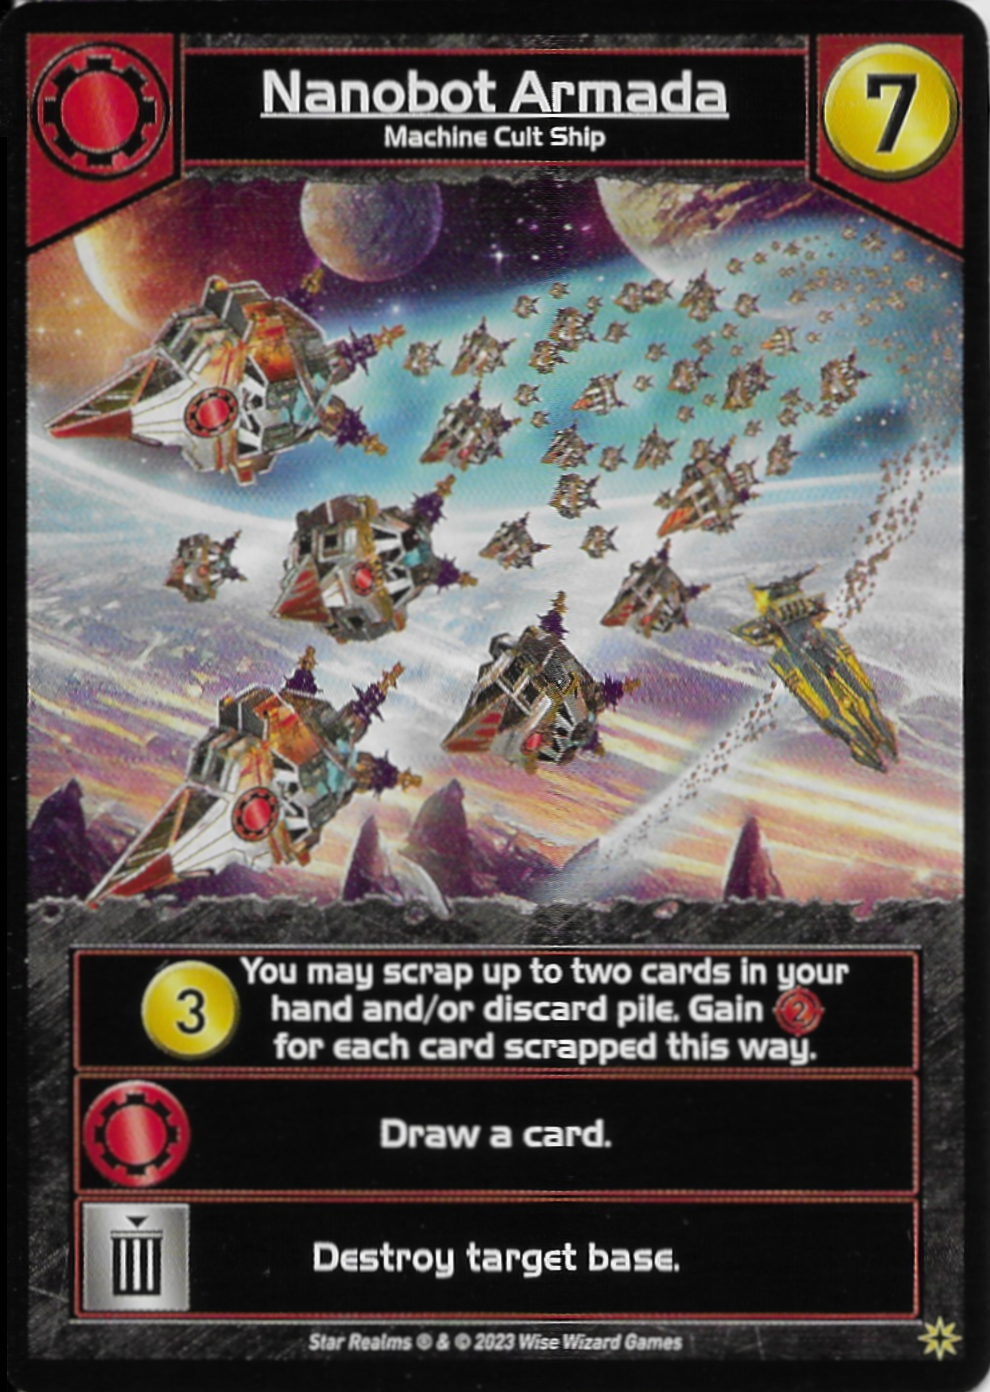 Nanobot Armada
7
Machine Cult Ship
You may scrap up to two cards in your
3
hand and/or discard pile. Gain 2
for each card scrapped this way.
Draw a card.
Destroy target base.
Star Realms ® & © 2023 Wise Wizard Games